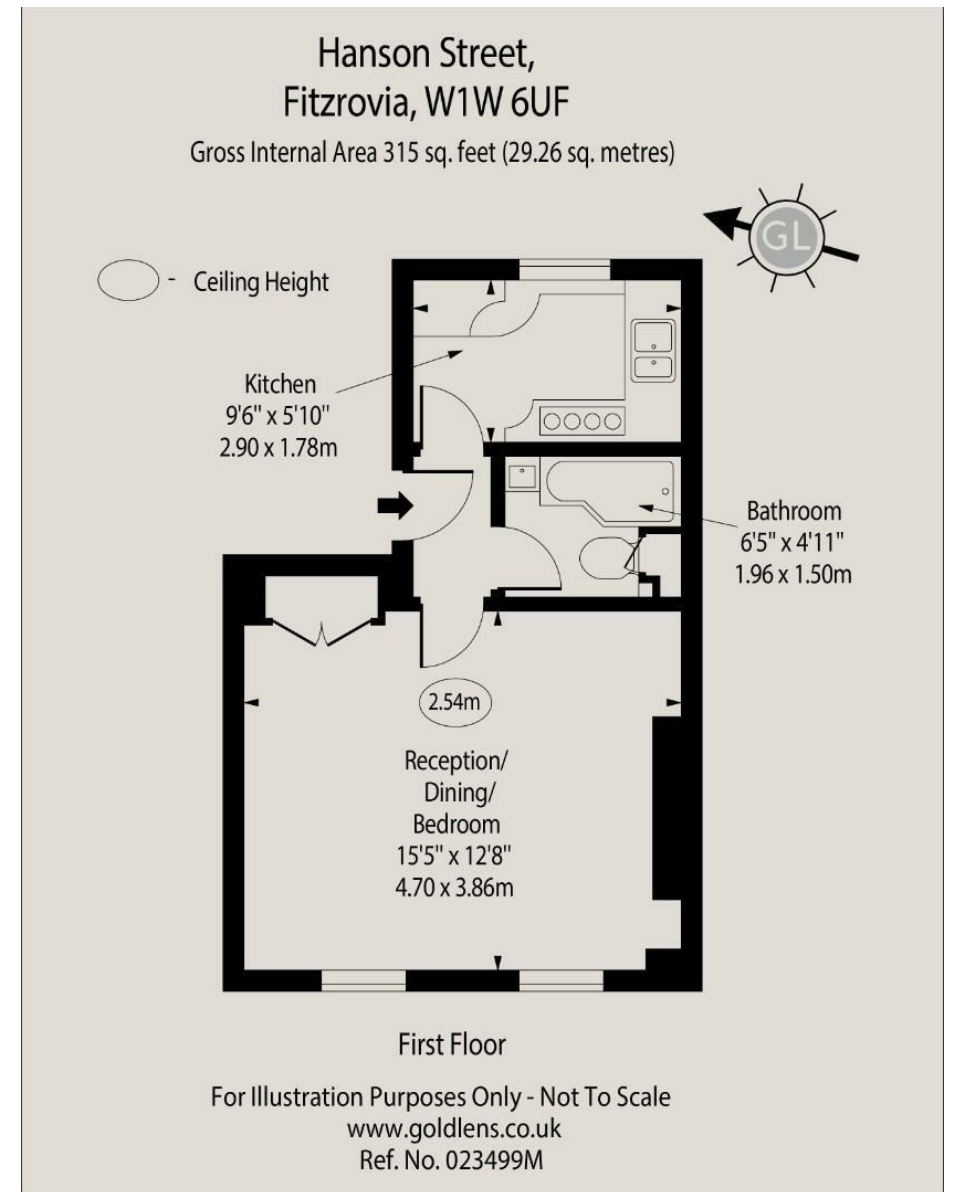 Hanson Street,
Fitzrovia, W1W 6UF
Gross Internal Area 315 sq. feet (29.26 sq. metres)
GL
- Ceiling Height
Kitchen
9'6" x 5'10"
2.90 x 1.78m
Bathroom
6'5" x 4'11"
1.96 x 1.50m
2.54m
Reception/
Dining/
Bedroom
15'5" x 12'8"
4.70 x 3.86m
First Floor
For Illustration Purposes Only - Not To Scale
www.goldlens.co.uk
Ref. No. 023499M